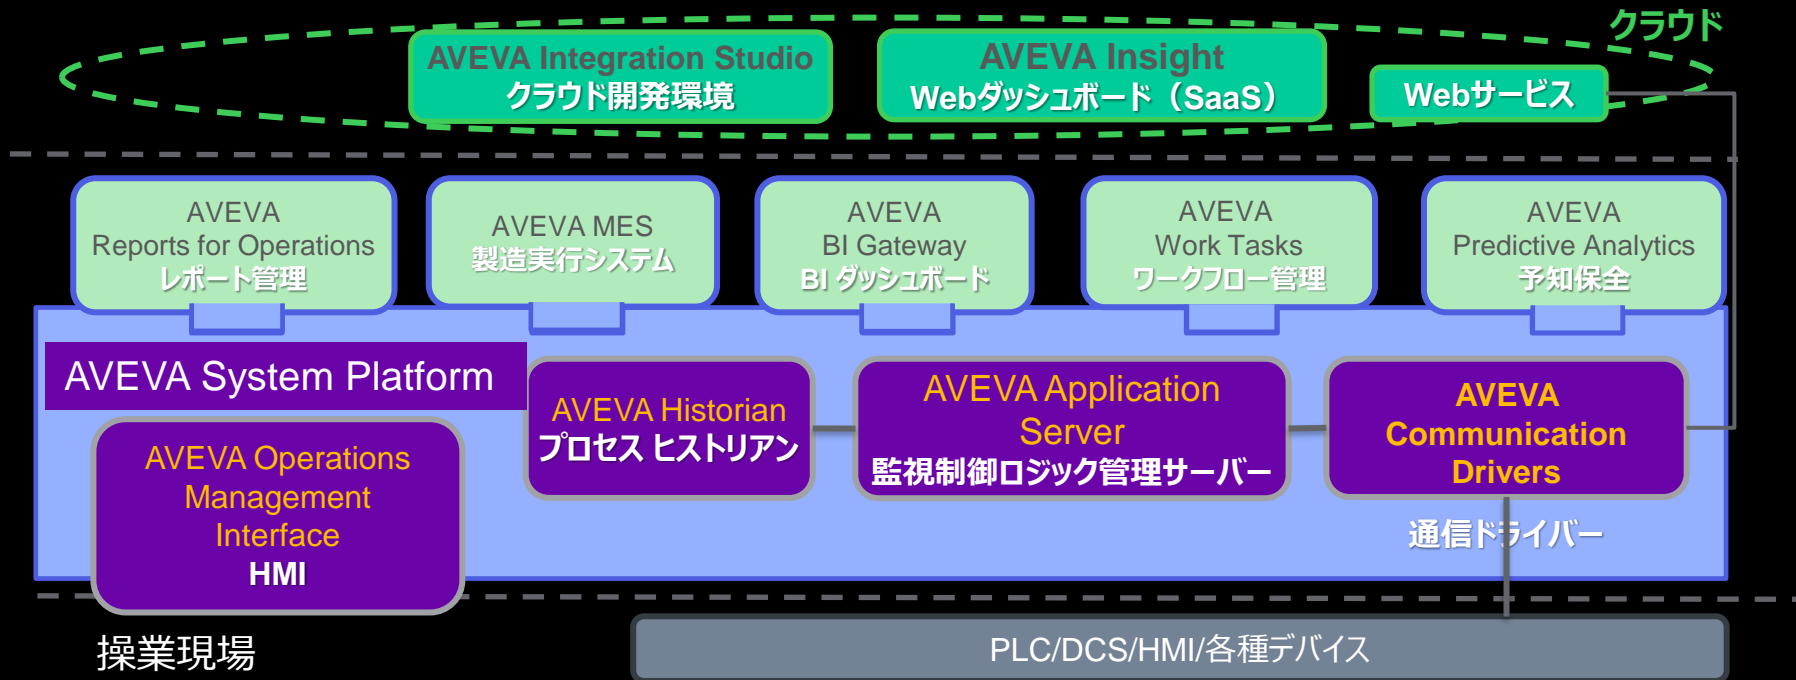 クラウド
AVEVA Integration Studio
クラウド開発環境
AVEVA Insight
Webダッシュボード（SaaS）
Webサービス
AVEVA
Reports for Operations
レポート管理
AVEVA MES
製造実行システム
AVEVA
BI Gateway
BI ダッシュボード
AVEVA
Work Tasks
ワークフロー管理
AVEVA
Predictive Analytics
予知保全
AVEVA System Platform
AVEVA Operations
Management
Interface
HMI
AVEVA Historian
プロセス ヒストリアン
AVEVA Application
Server
監視制御ロジック管理サーバー
AVEVA
Communication
Drivers
通信ドライバー
操業現場
PLC/DCS/HMI/各種デバイス